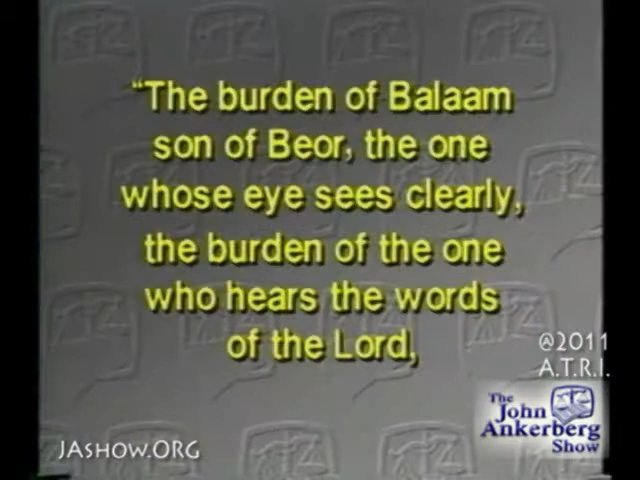 “The burden of Balaam
son of Beor, the one
whose eye sees clearly,
the burden of the one
who hears the words
of the Lord,
@2011
A.T.R.I.
The
John
Ankerberg
Show
JAshow.org